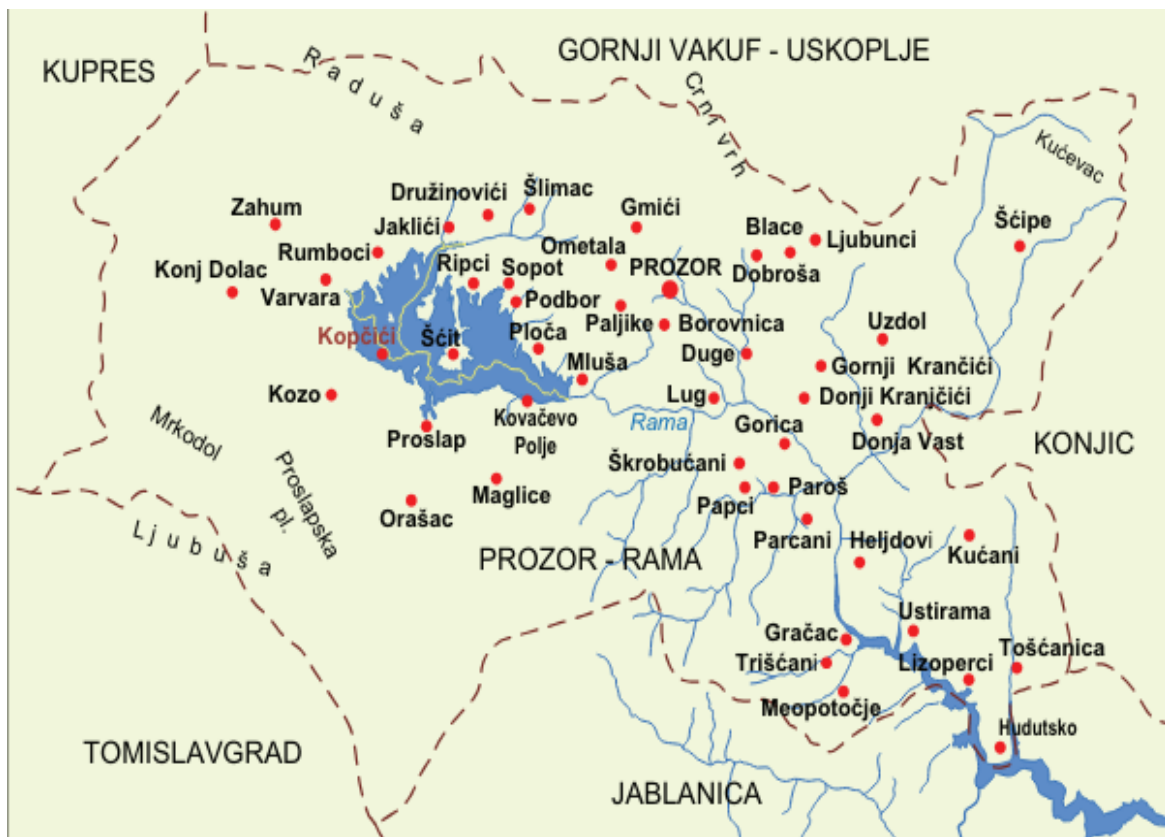 GORNJI VAKUF - USKOPLJE
KUPRES
Raduša
Crni vrh
Kućevac
Družinovići
Šlimac
Zahum
Jaklići
Gmići
Blace
Ljubunci
Šćipe
Rumboci
Ometala
Konj Dolac
Ripci
Sopot
PROZOR
Dobroša
Varvara
Podbor
Paljike
Borovnica
Uzdol
Kopčići
Šćit
Ploča
Duge
Mluša
Gornji Krančići
Kozo
Lug
Donji Kraničići
Kovačevo
Polje
Rama
Gorica
Donja Vast
KONJIC
Mrkodol
Proslap
Škrobućani
Proslapska
pl.
Maglice
Papci
Paroš
Orašac
Ljubuša
Parcani
Heljdovi
Kućani
PROZOR - RAMA
Ustirama
Gračac
Tošćanica
Trišćani
Lizoperci
Meopotočje
Hudutsko
TOMISLAVGRAD
JABLANICA